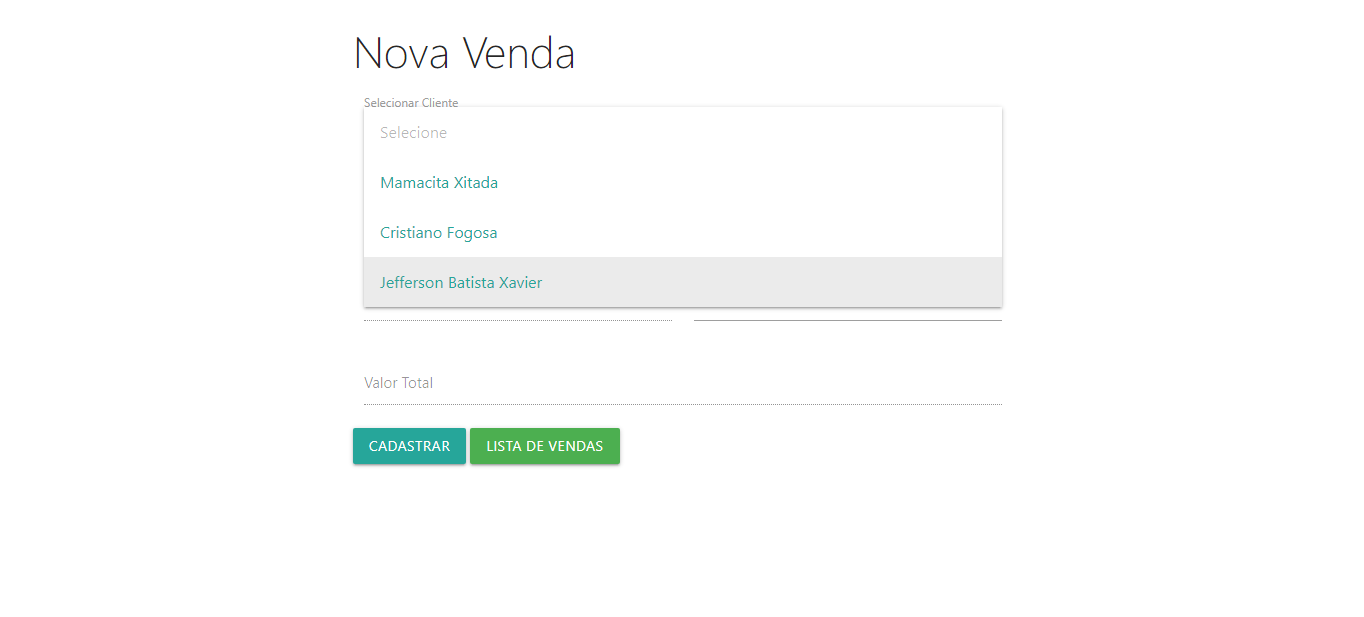 Nova Venda
Selecionar Cliente
Selecione
Mamacita Xitada
Cristiano Fogosa
Jefferson Batista Xavier
Valor Total
CADASTRAR LISTA DE VENDAS